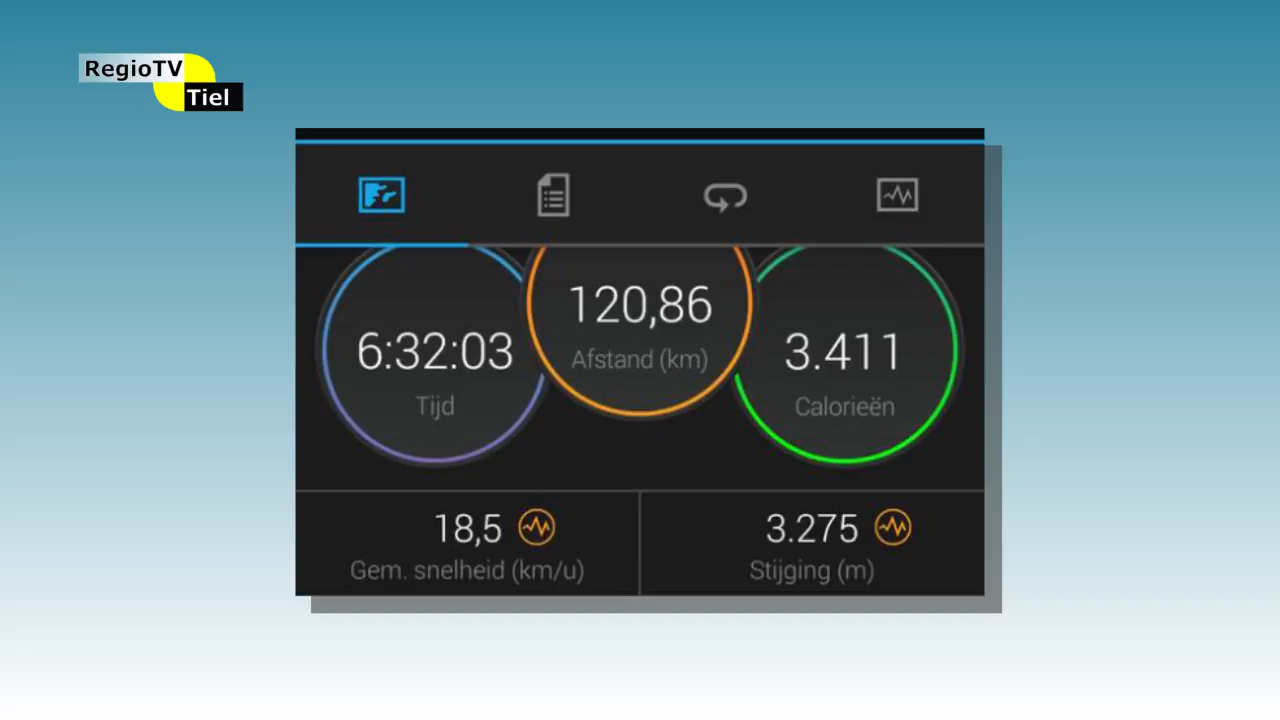 RegioTV
Tiel
6:32:03
Tijd
120,86
Afstand (km)
3.411
Calorieën
18,5
Gem. snelheid (km/u)
3.275
Stijging (m)